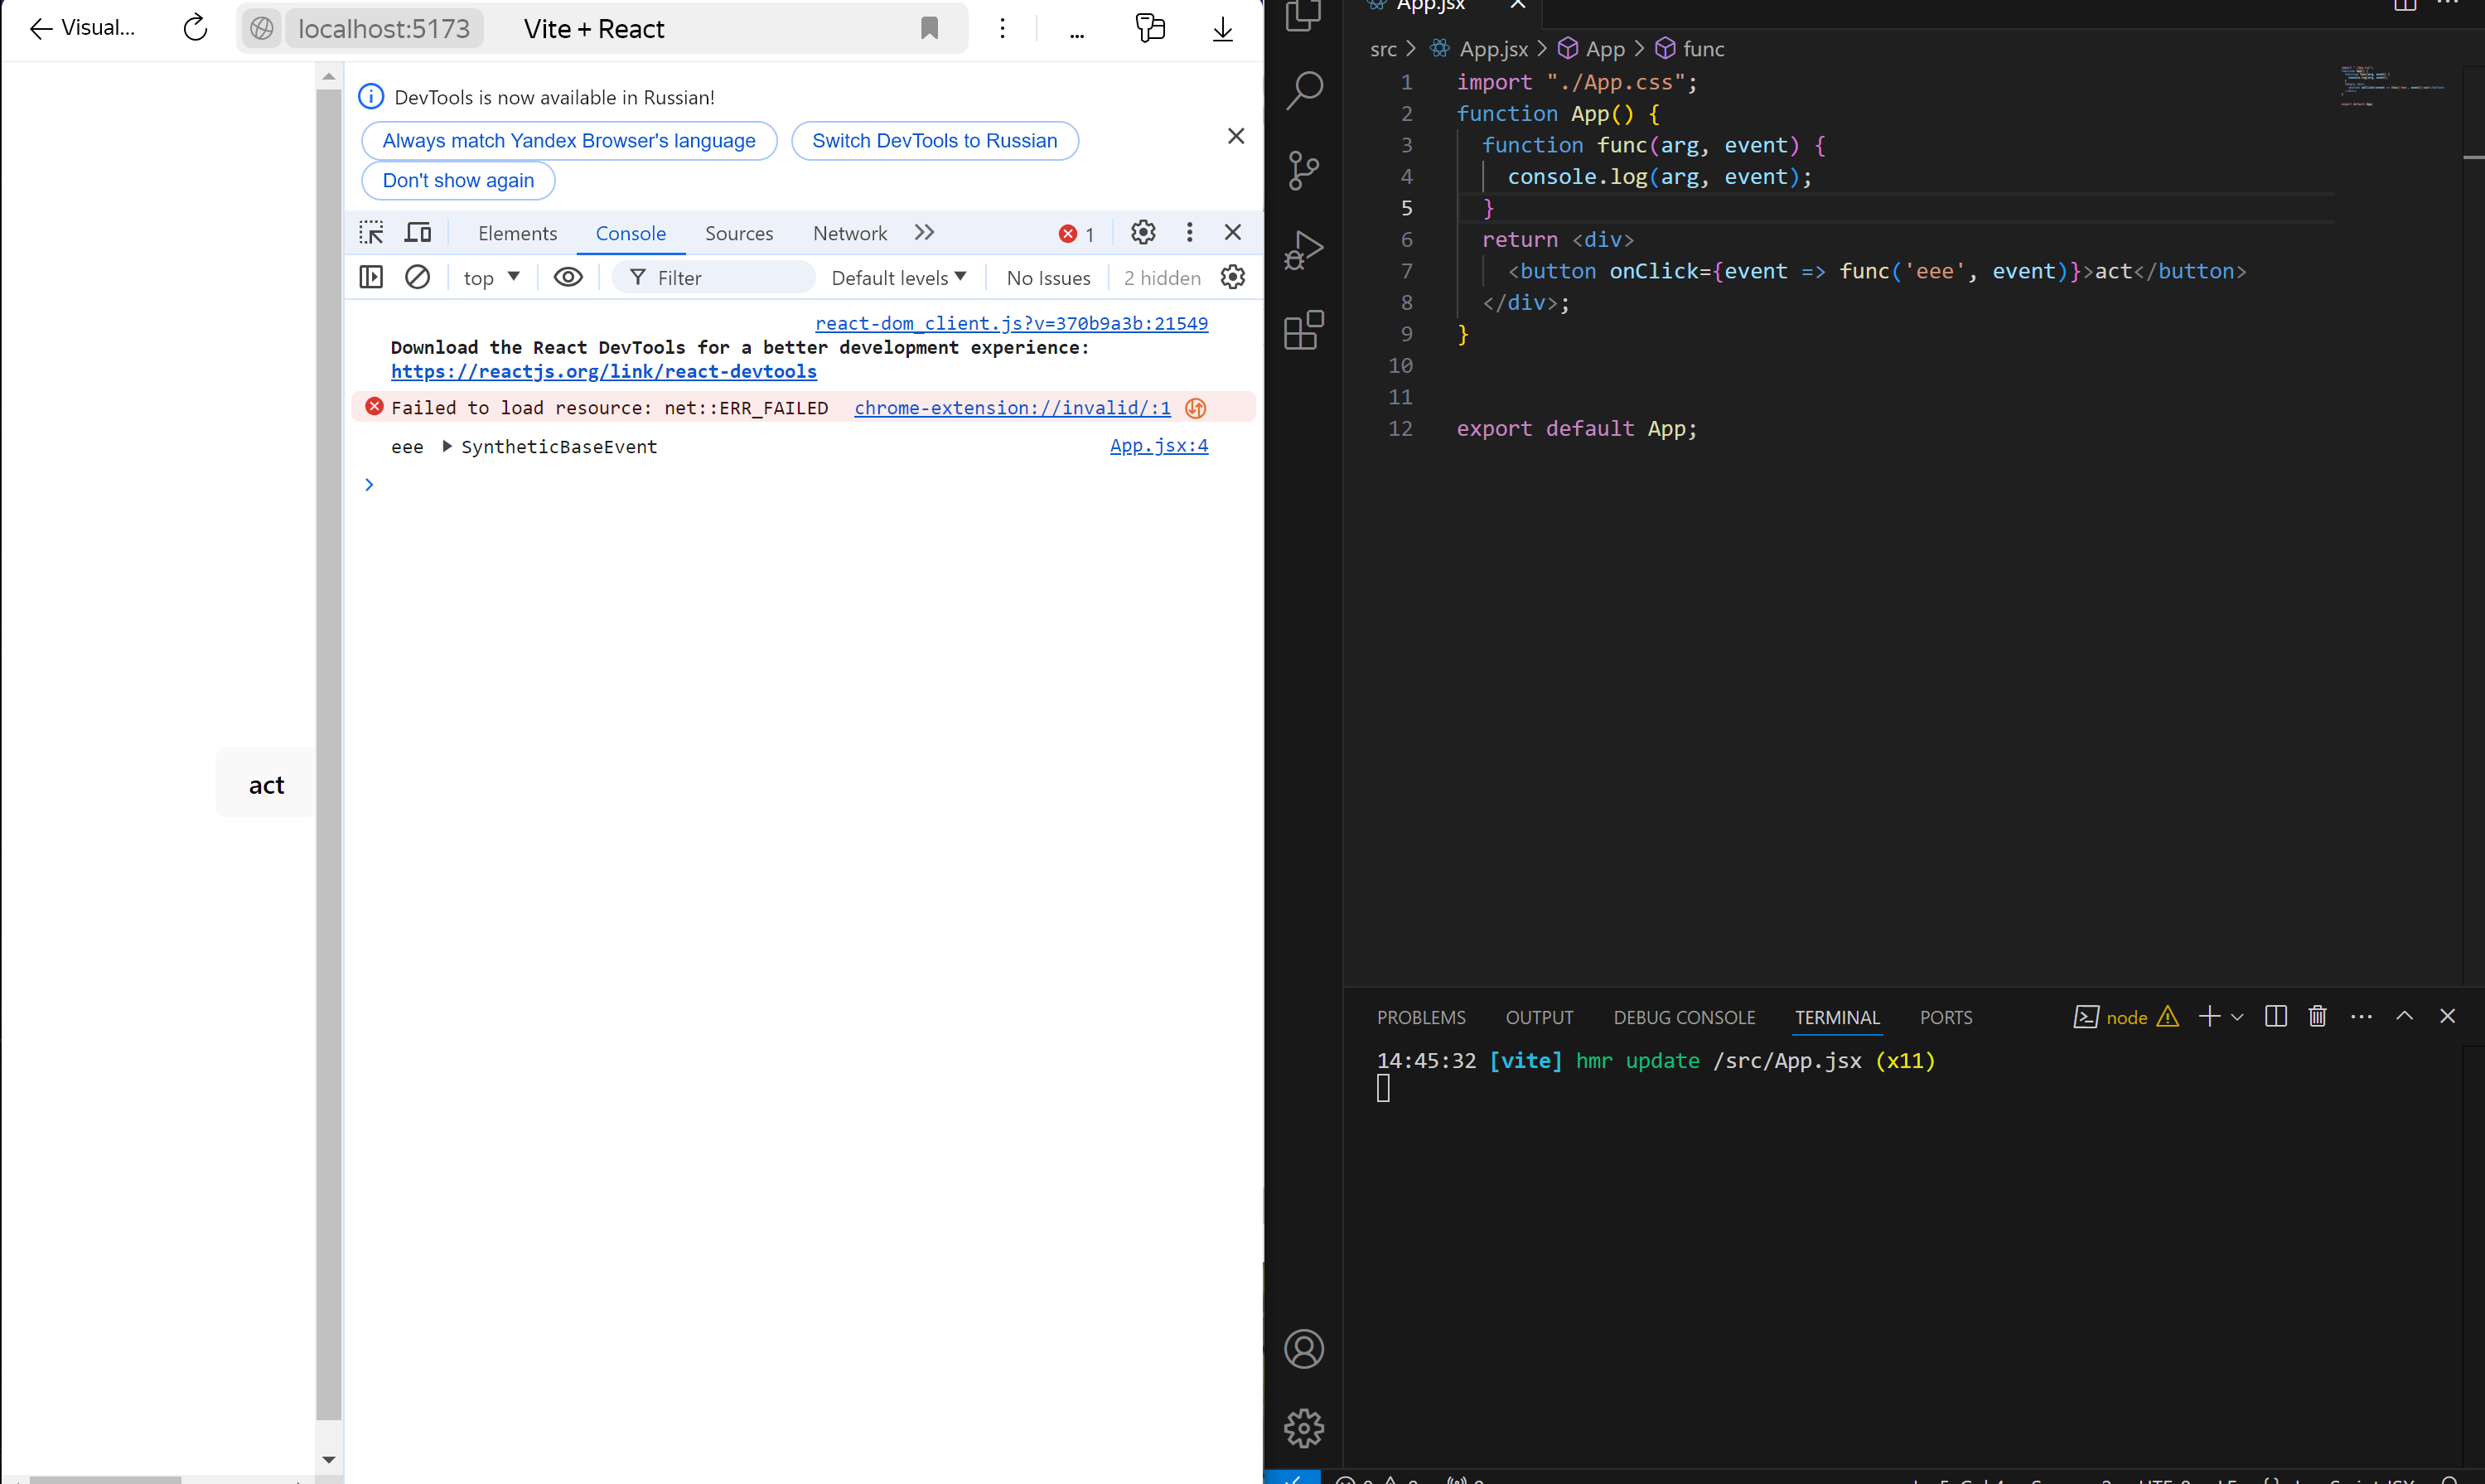 Visual...
localhost:5173
Vite + React
...
DevTools is now available in Russian!
Always match Yandex Browser's language
Switch DevTools to Russian
Don't show again
Elements
Console
Sources
Network
1
top
Filter
Default levels
No Issues
2 hidden
react-dom_client.js?v=370b9a3b:21549
Download the React DevTools for a better development experience:
https://reactjs.org/link/react-devtools
Failed to load resource: net::ERR_FAILED chrome-extension://invalid/:1
eee ▶ SyntheticBaseEvent App.jsx:4
act
App.jsx
src > App.jsx > App > func
1 import "./App.css";
2 function App() {
3 function func(arg, event) {
4 console.log(arg, event);
5 }
6 return <div>
7 <button onClick={event => func('eee', event)}>act</button>
8 </div>;
9 }
10
11
12 export default App;
PROBLEMS
OUTPUT
DEBUG CONSOLE
TERMINAL
PORTS
node
14:45:32 [vite] hmr update /src/App.jsx (x11)